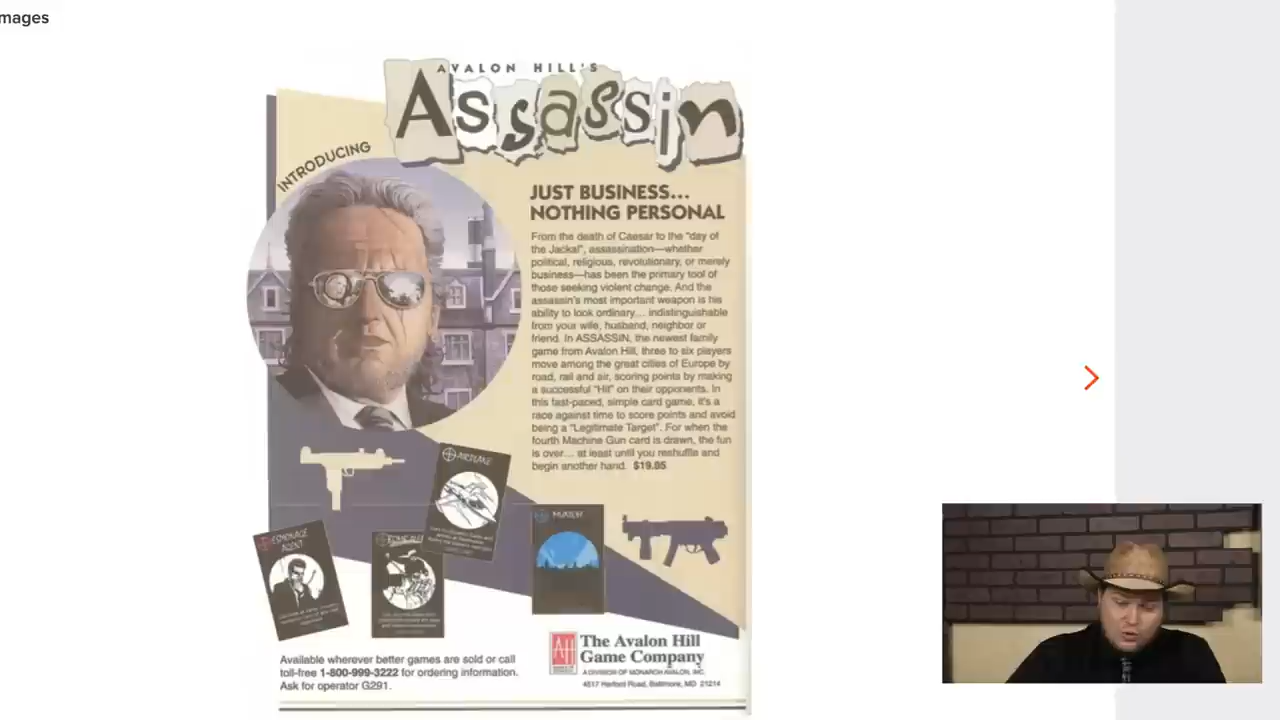 mages
AVALON HILL'S
Assassin
INTRODUCING
JUST BUSINESS...
NOTHING PERSONAL
From the death of Caesar to the "day of
the Jackal", assassination—whether
political, religious, revolutionary, or merely
business—has been the primary tool of
those seeking violent change. And the
assassin's most important weapon is his
ability to look ordinary.... indistinguishable
from your wife, husband, neighbor or
friend. In ASSASSIN, the newest family
game from Avalon Hill, three to six players
move among the great cities of Europe by
road, rail and air, scoring points by making
a successful "Hit" on their opponents. In
this fast-paced, simple card game, it's a
race against time to score points and avoid
being a "Legitimate Target". For when the
fourth Machine Gun card is drawn, the fun
is over... at least until you reshuffle and
begin another hand. $19.95
AIRPLANE
ESPIONAGE
AGENT
AH
The Avalon Hill
Game Company
A DIVISION OF MONARCH AVALON, INC.
4517 Harford Road, Baltimore, MD 21214
Available wherever better games are sold or call
toll-free 1-800-999-3222 for ordering information.
Ask for operator G291.